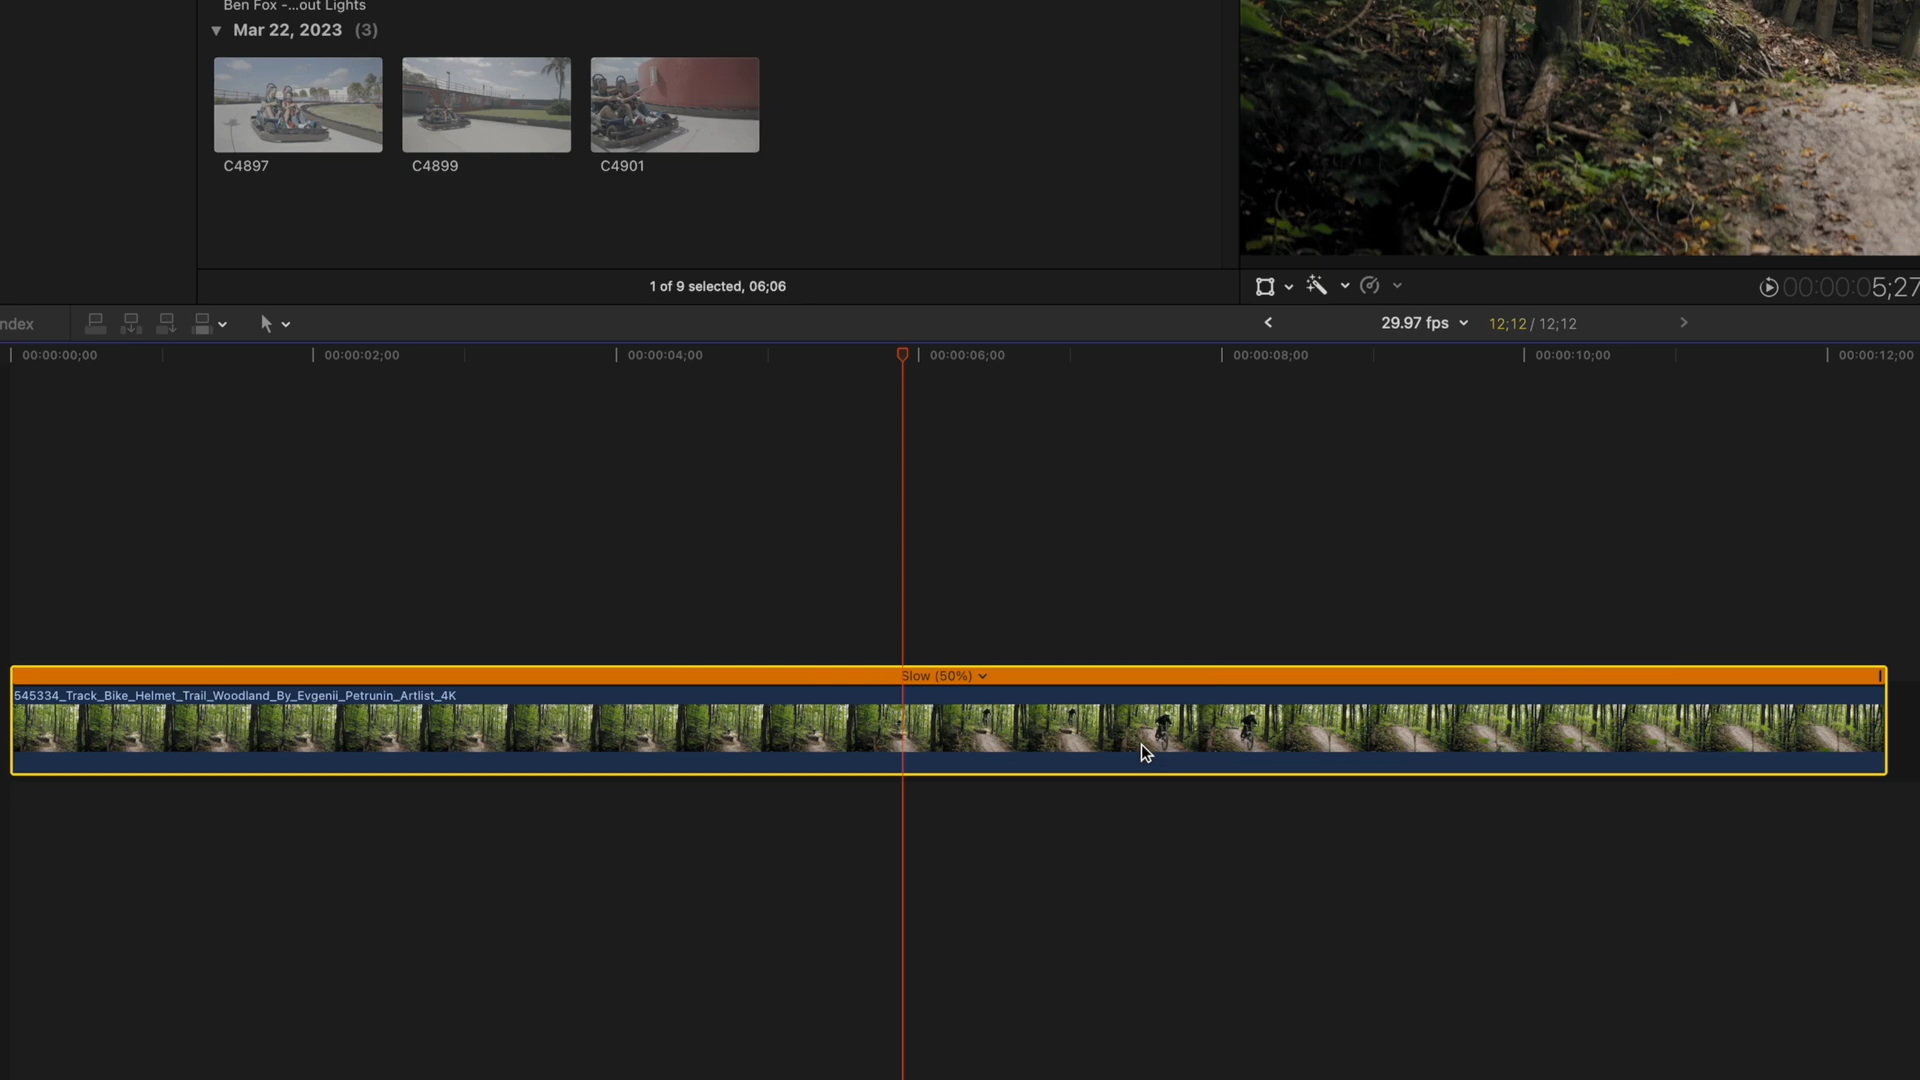 Ben Fox -...out Lights
Mar 22, 2023 (3)
C4897
C4899
C4901
1 of 9 selected, 06;06
00:00:05;27
ndex
29.97 fps
12;12 / 12;12
00:00:00;00
00:00:02;00
00:00:04;00
00:00:06;00
00:00:08;00
00:00:10;00
00:00:12;00
Slow (50%)
545334_Track_Bike_Helmet_Trail_Woodland_By_Evgenii_Petrunin_Artlist_4K